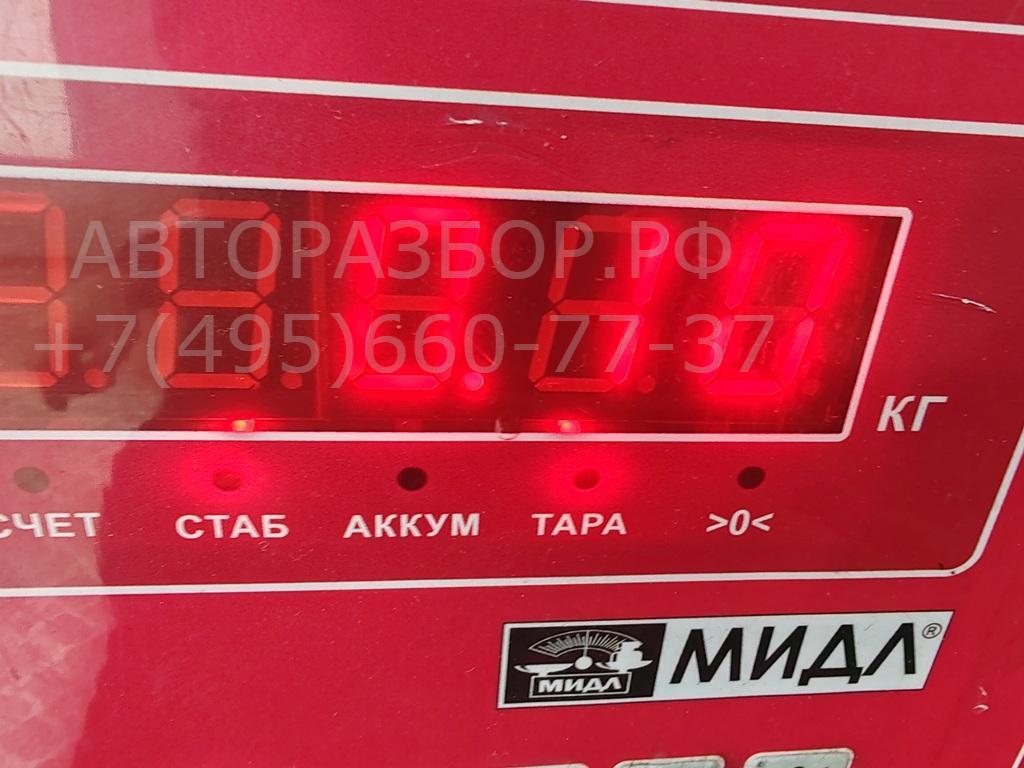 АВТОРАЗБОР.РФ
+7(495)660-77-37
КГ
СЧЕТ СТАБ АККУМ ТАРА >0<
МИДЛ МИДЛ®